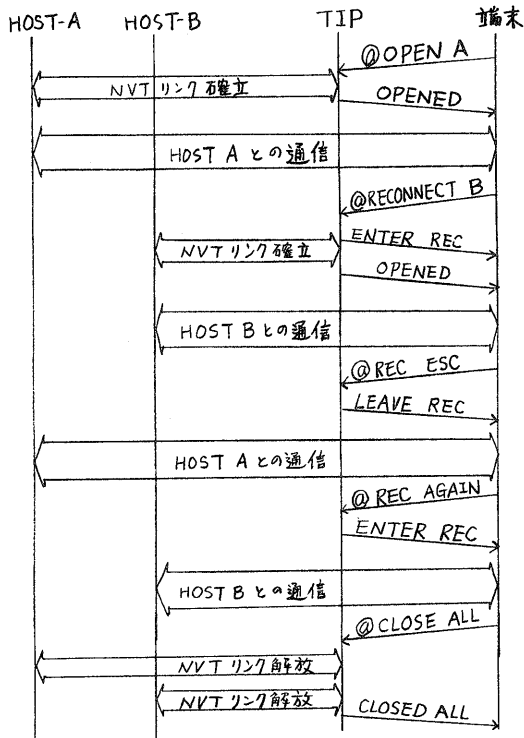 HOST-A HOST-B TIP 端末
@OPEN A
NVTリンク確立
OPENED
HOST A との通信
@RECONNECT B
ENTER REC
NVTリンク確立
OPENED
HOST B との通信
@REC ESC
LEAVE REC
HOST A との通信
@REC AGAIN
ENTER REC
HOST B との通信
@CLOSE ALL
NVTリンク解放
NVTリンク解放
CLOSED ALL